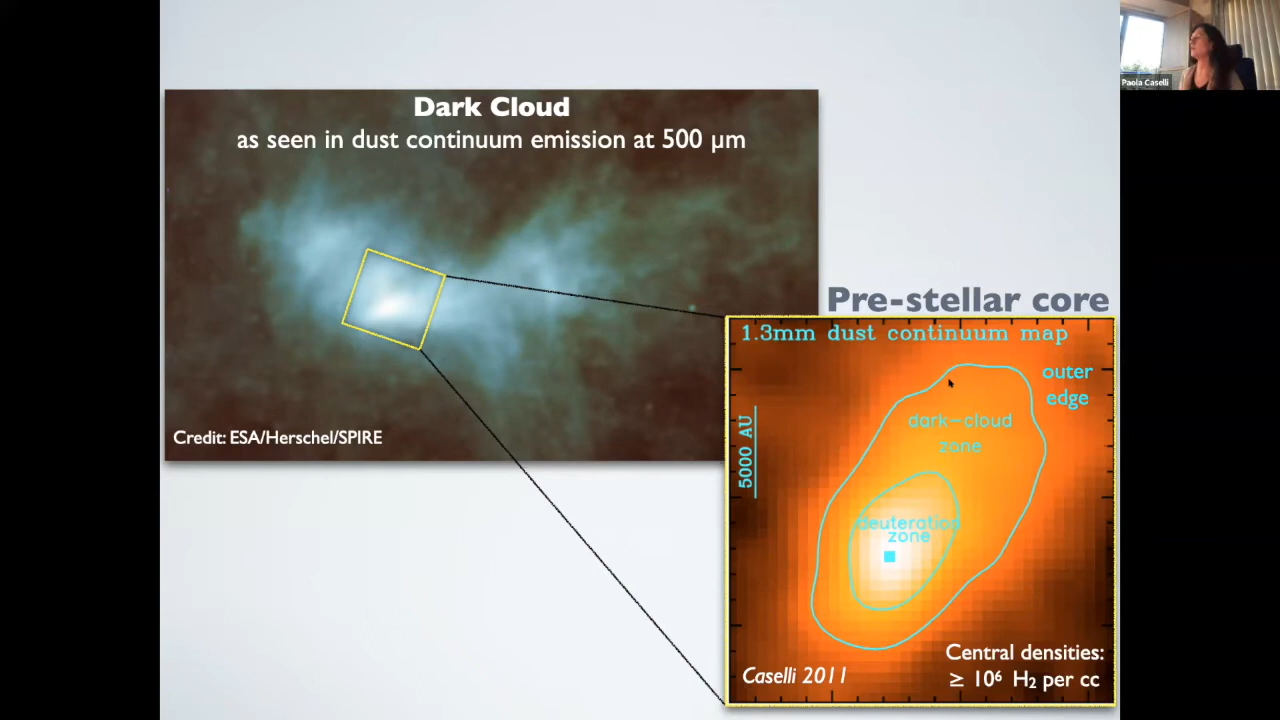 Paola Caselli
Dark Cloud
as seen in dust continuum emission at 500 µm
Credit: ESA/Herschel/SPIRE
Pre-stellar core
1.3mm dust continuum map
outer
edge
dark-cloud
zone
5000 AU
deuteration
zone
Caselli 2011
Central densities:
≥ 10⁶ H₂ per cc